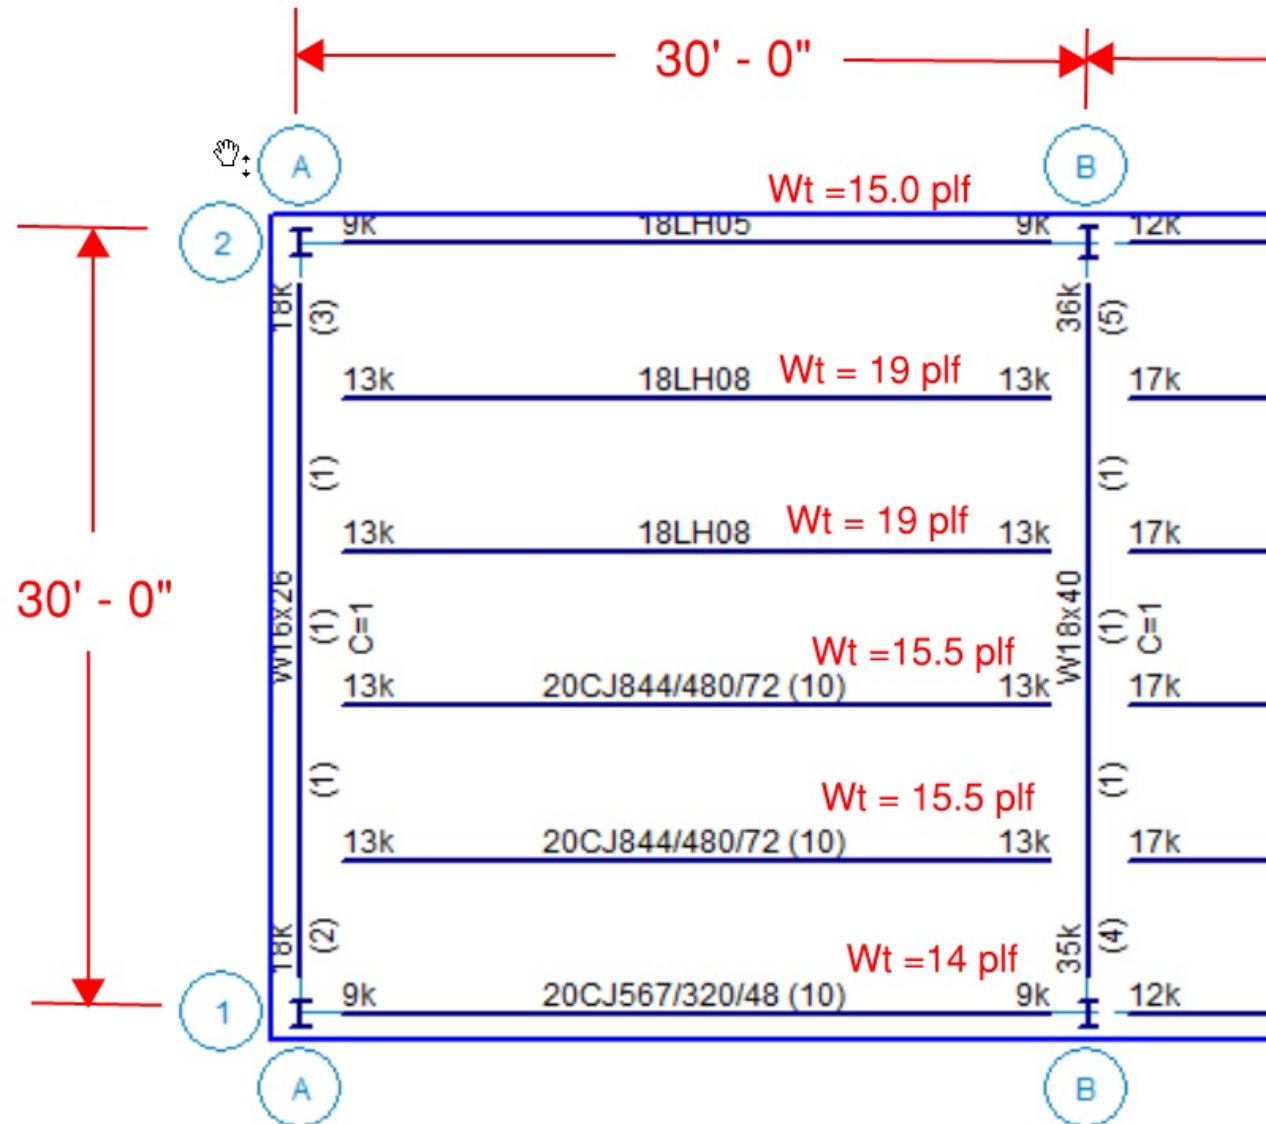 30' - 0"
A
B
Wt =15.0 plf
2
9k 18LH05 9k 12k
18k
(3)
36k
(5)
13k 18LH08 Wt = 19 plf 13k 17k
(1)
(1)
13k 18LH08 Wt = 19 plf 13k 17k
30' - 0"
W16x26
(1)
C=1
W18x40
(1)
C=1
Wt =15.5 plf
13k 20CJ844/480/72 (10) 13k 17k
(1)
(1)
Wt = 15.5 plf
13k 20CJ844/480/72 (10) 13k 17k
18k
(2)
35k
(4)
Wt =14 plf
1
9k 20CJ567/320/48 (10) 9k 12k
A
B